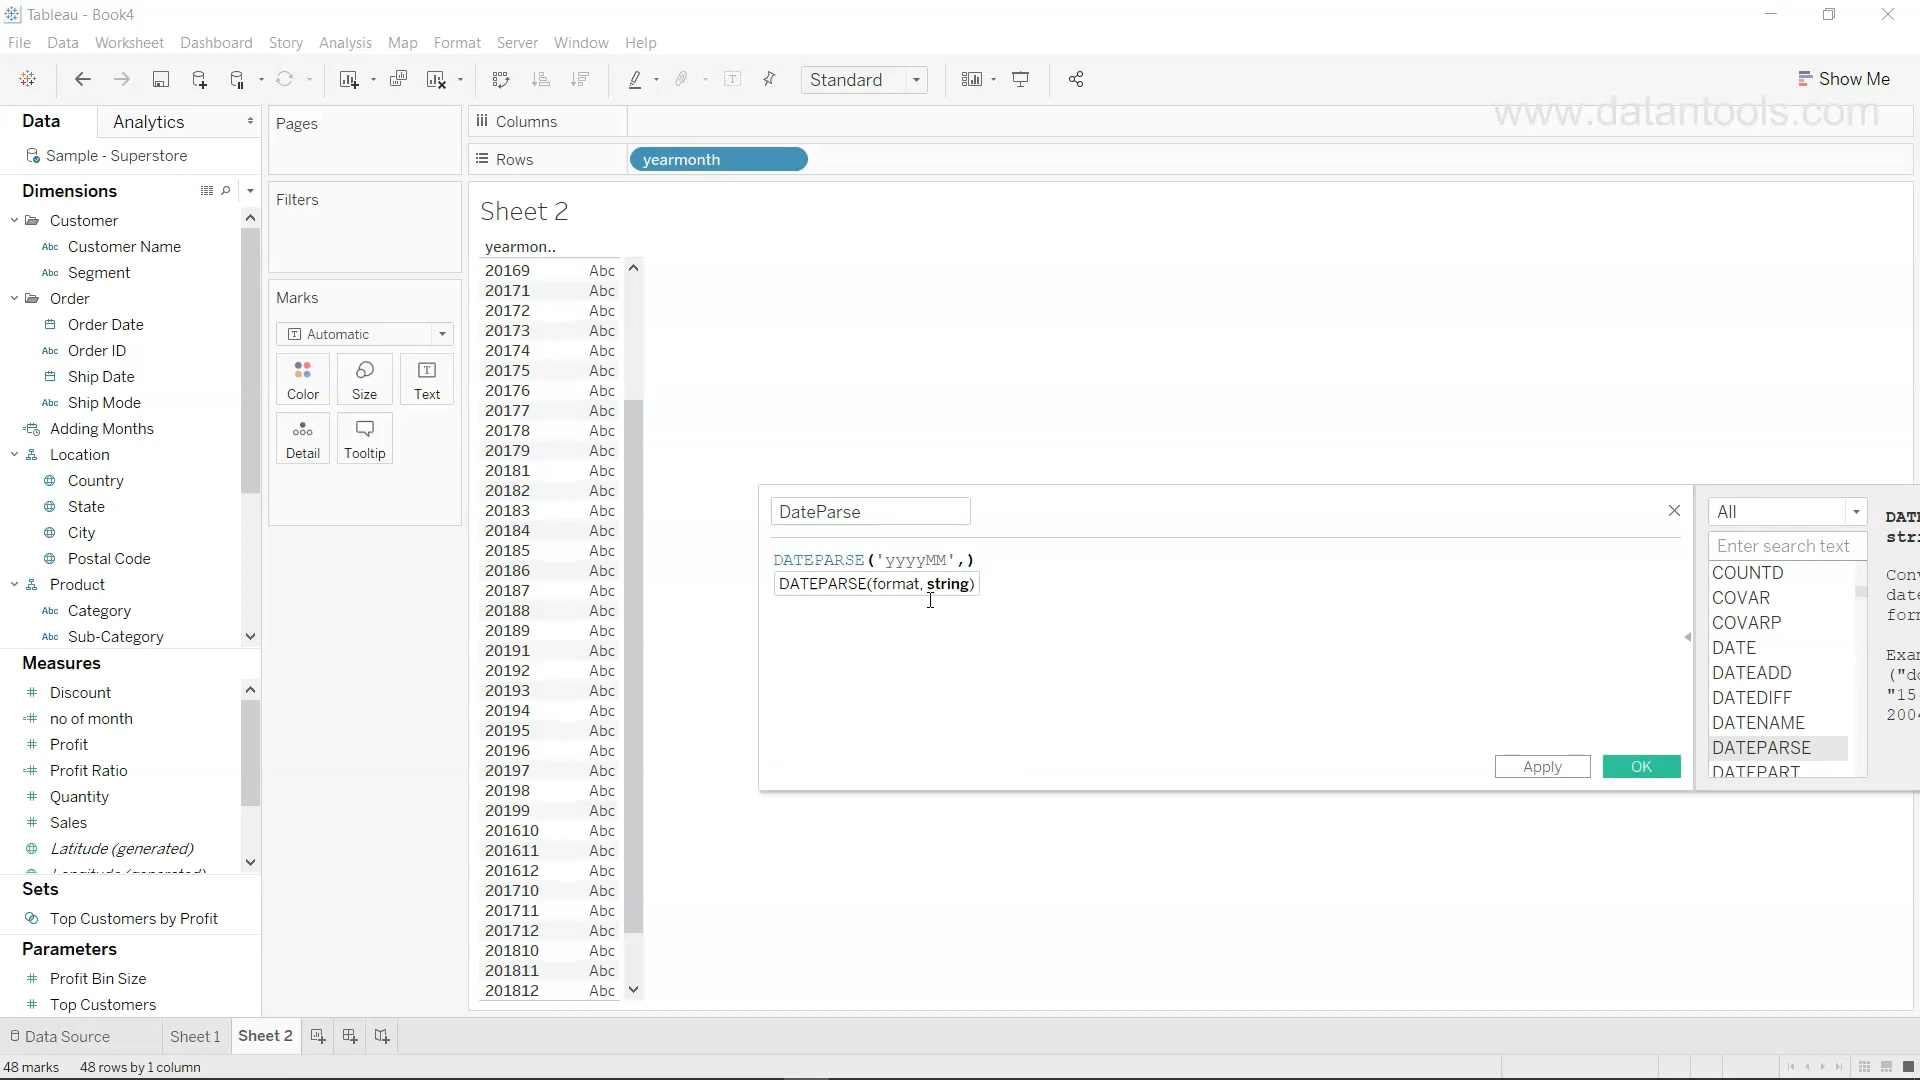 Tableau - Book4
File Data Worksheet Dashboard Story Analysis Map Format Server Window Help
Standard
Show Me
www.datantools.com
Data Analytics
Sample - Superstore
Dimensions
Customer
Abc Customer Name
Abc Segment
Order
Order Date
Abc Order ID
Ship Date
Abc Ship Mode
Adding Months
Location
Country
State
City
Postal Code
Product
Abc Category
Abc Sub-Category
Measures
Discount
no of month
Profit
Profit Ratio
Quantity
Sales
Latitude (generated)
Sets
Top Customers by Profit
Parameters
Profit Bin Size
Top Customers
Pages
Filters
Marks
Automatic
Color Size Text
Detail Tooltip
Columns
Rows yearmonth
Sheet 2
yearmon..
20169 Abc
20171 Abc
20172 Abc
20173 Abc
20174 Abc
20175 Abc
20176 Abc
20177 Abc
20178 Abc
20179 Abc
20181 Abc
20182 Abc
20183 Abc
20184 Abc
20185 Abc
20186 Abc
20187 Abc
20188 Abc
20189 Abc
20191 Abc
20192 Abc
20193 Abc
20194 Abc
20195 Abc
20196 Abc
20197 Abc
20198 Abc
20199 Abc
201610 Abc
201611 Abc
201612 Abc
201710 Abc
201711 Abc
201712 Abc
201810 Abc
201811 Abc
201812 Abc
DateParse
DATEPARSE('yyyyMM',)
DATEPARSE(format, string)
Apply OK
All
Enter search text
COUNTD
COVAR
COVARP
DATE
DATEADD
DATEDIFF
DATENAME
DATEPARSE
DATEPART
Data Source Sheet 1 Sheet 2
48 marks 48 rows by 1 column